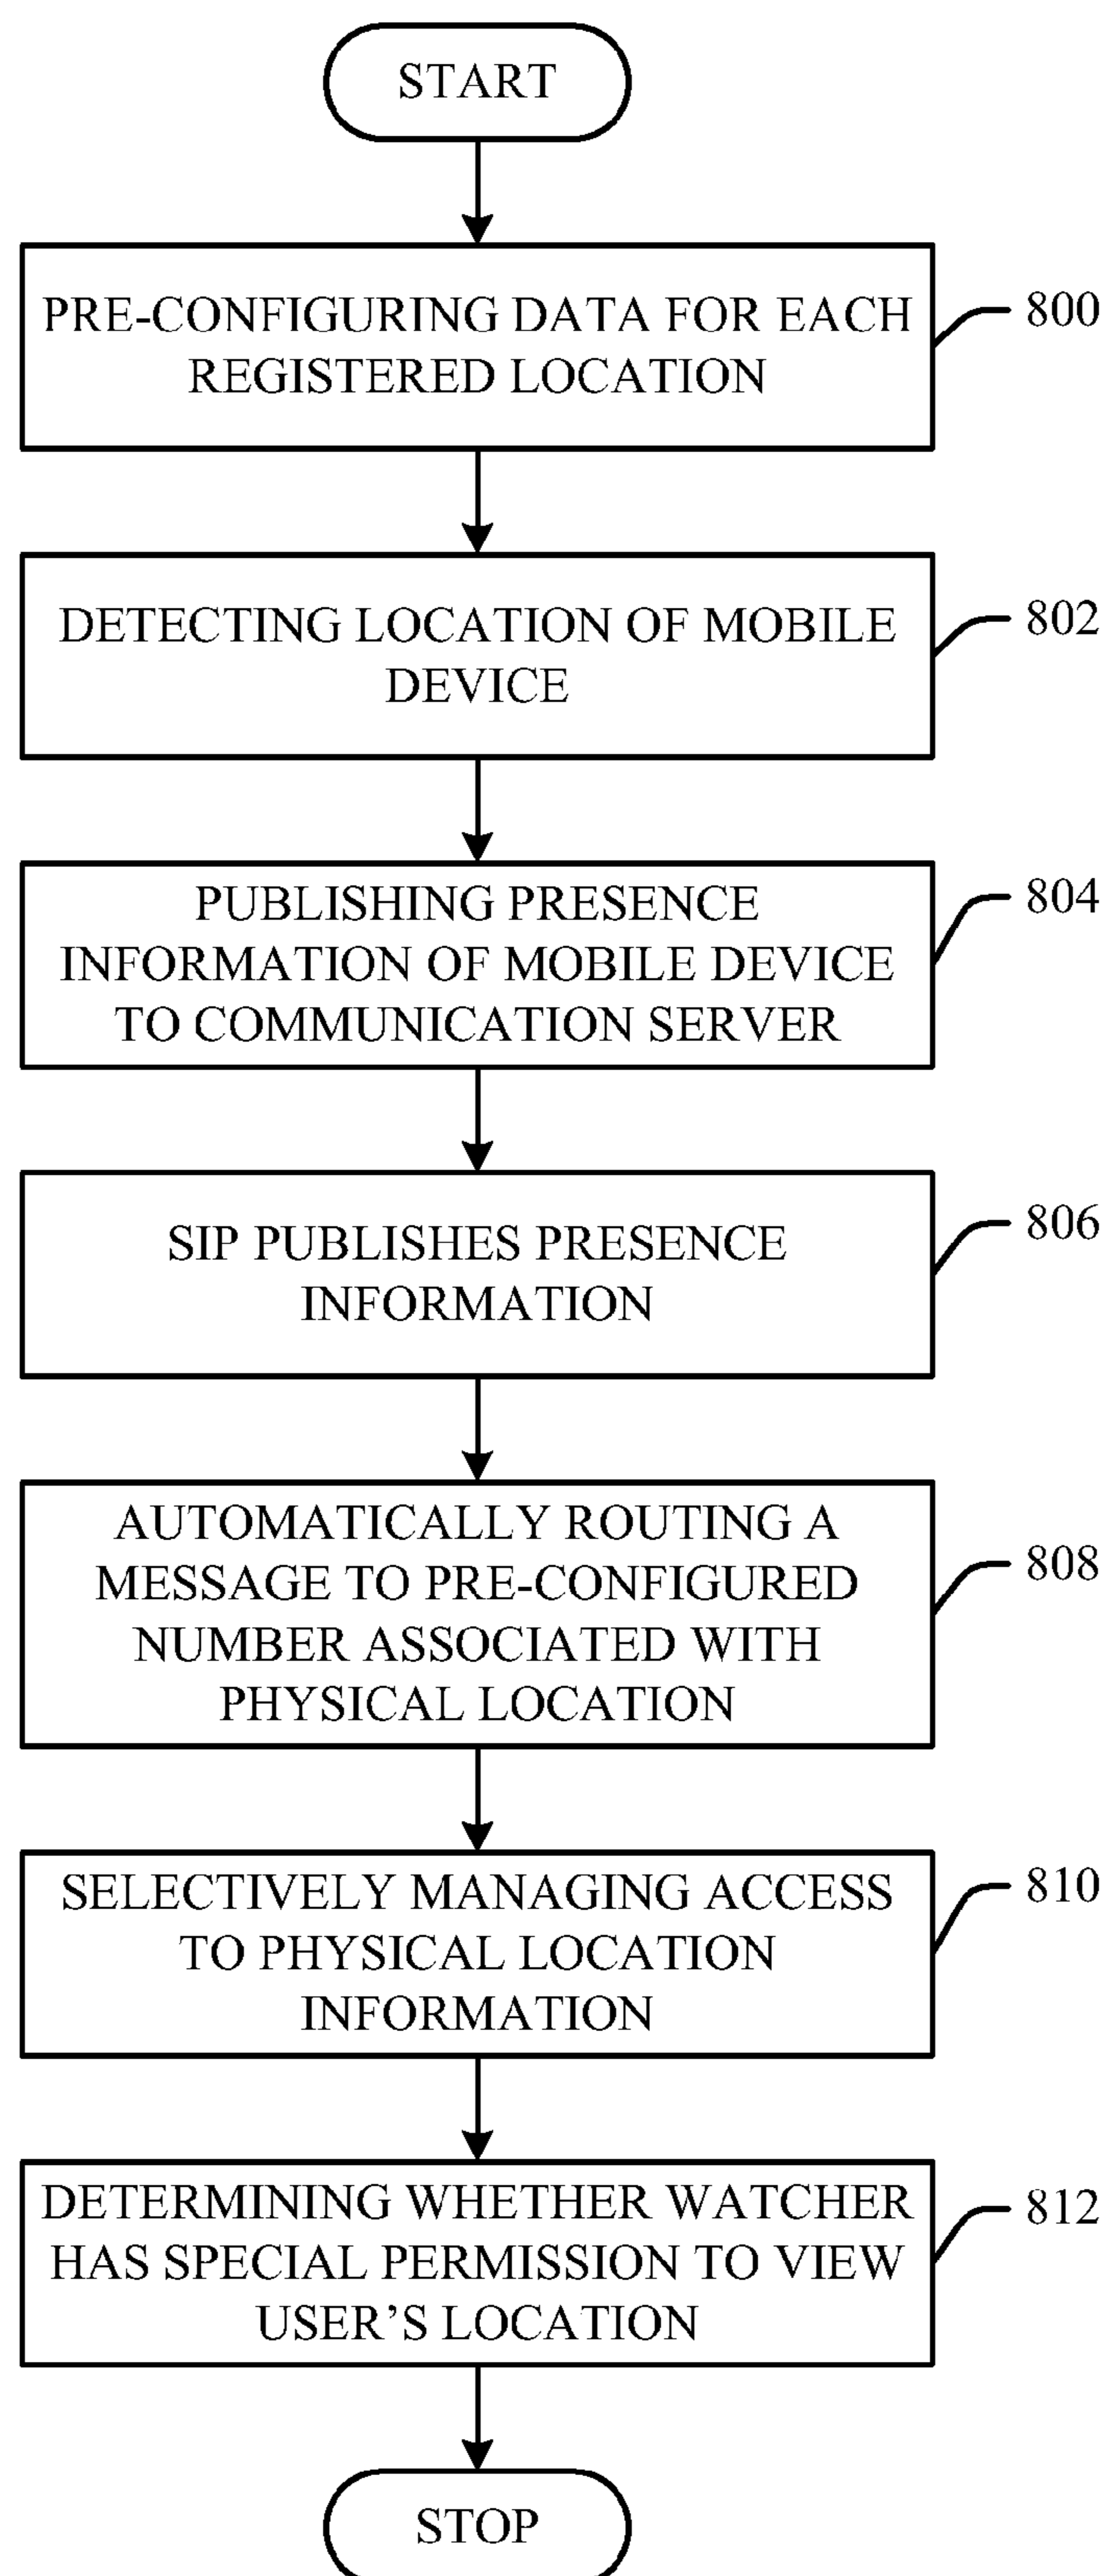 START
PRE-CONFIGURING DATA FOR EACH
REGISTERED LOCATION
800
DETECTING LOCATION OF MOBILE
DEVICE
802
PUBLISHING PRESENCE
INFORMATION OF MOBILE DEVICE
TO COMMUNICATION SERVER
804
SIP PUBLISHES PRESENCE
INFORMATION
806
AUTOMATICALLY ROUTING A
MESSAGE TO PRE-CONFIGURED
NUMBER ASSOCIATED WITH
PHYSICAL LOCATION
808
SELECTIVELY MANAGING ACCESS
TO PHYSICAL LOCATION
INFORMATION
810
DETERMINING WHETHER WATCHER
HAS SPECIAL PERMISSION TO VIEW
USER’S LOCATION
812
STOP